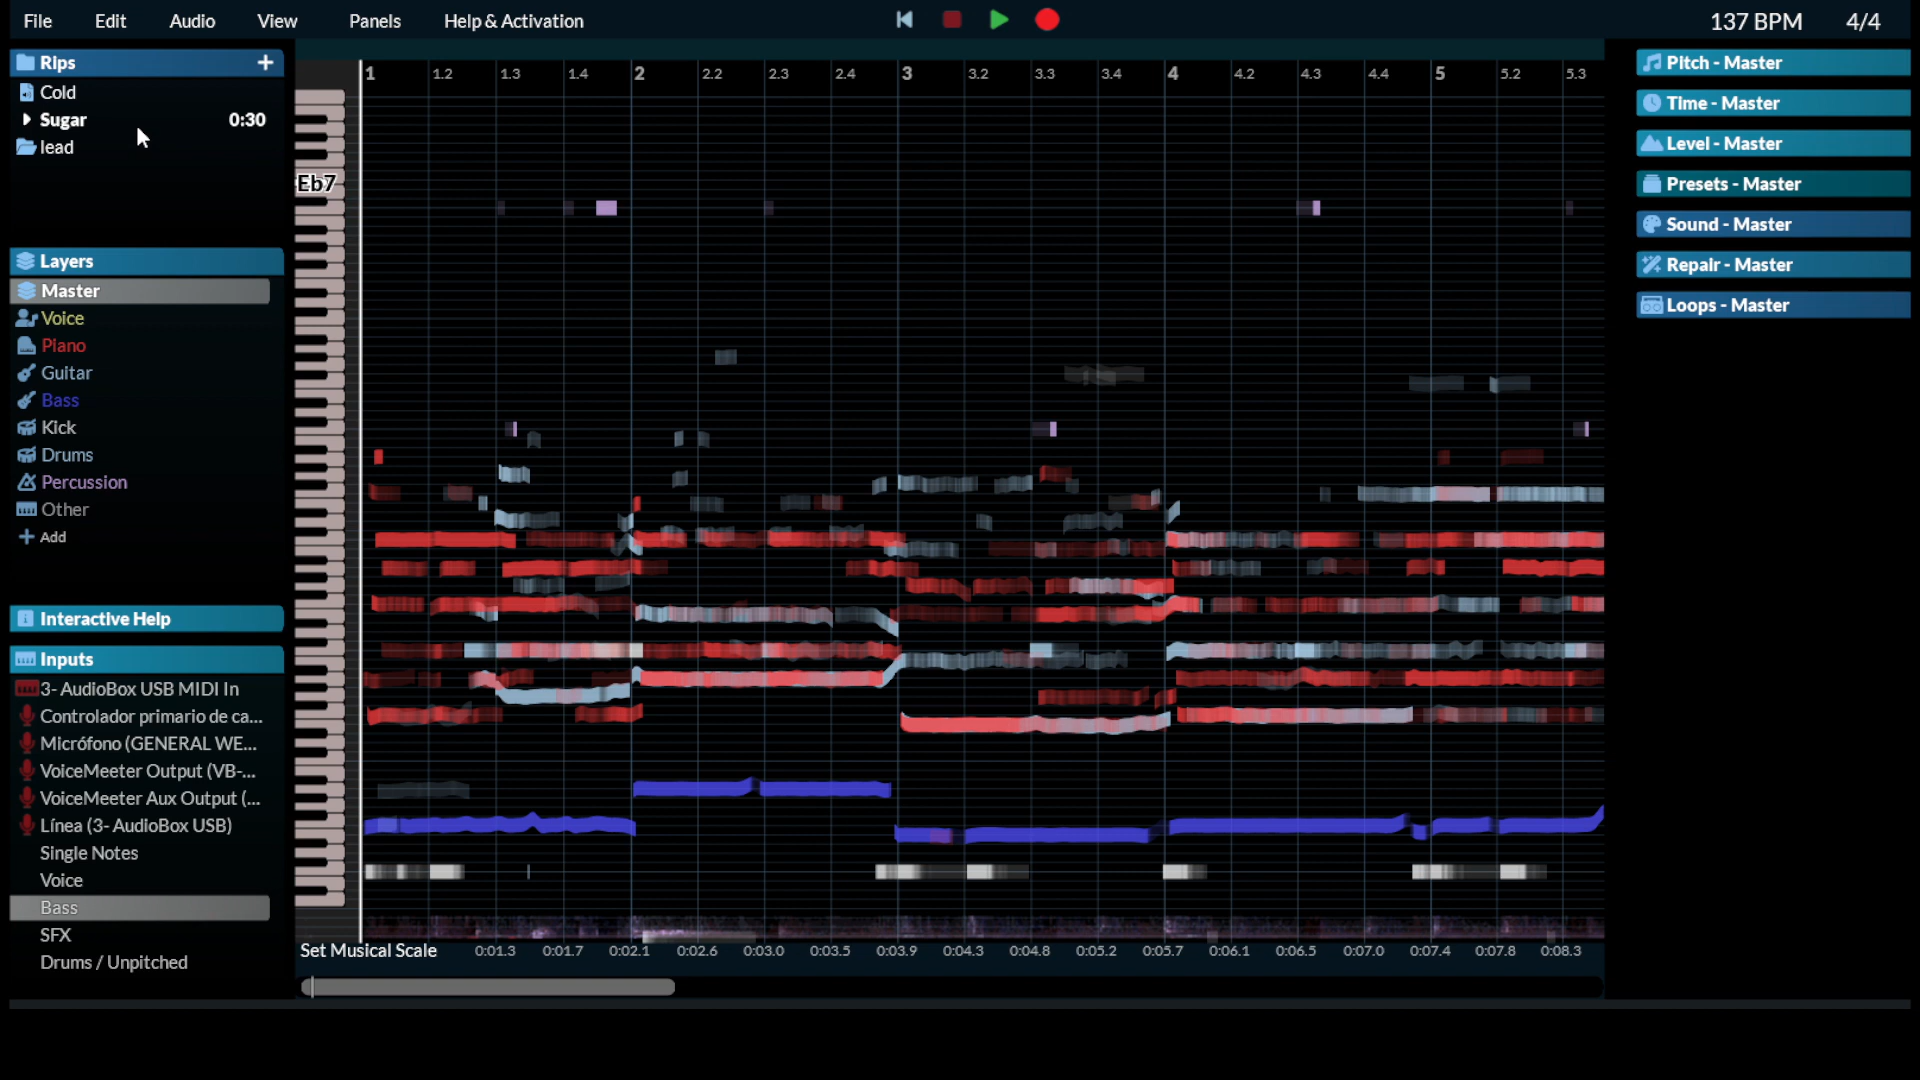 File Edit Audio View Panels Help & Activation 137 BPM 4/4
Rips +
Cold
Sugar 0:30
lead
Layers
Master
Voice
Piano
Guitar
Bass
Kick
Drums
Percussion
Other
+ Add
Interactive Help
Inputs
3- AudioBox USB MIDI In
Controlador primario de ca...
Micrófono (GENERAL WE...
VoiceMeeter Output (VB-...
VoiceMeeter Aux Output (...
Línea (3- AudioBox USB)
Single Notes
Voice
Bass
SFX
Drums / Unpitched
1 1.2 1.3 1.4 2 2.2 2.3 2.4 3 3.2 3.3 3.4 4 4.2 4.3 4.4 5 5.2 5.3
Eb7
Set Musical Scale 0:01.3 0:01.7 0:02.1 0:02.6 0:03.0 0:03.5 0:03.9 0:04.3 0:04.8 0:05.2 0:05.7 0:06.1 0:06.5 0:07.0 0:07.4 0:07.8 0:08.3
Pitch - Master
Time - Master
Level - Master
Presets - Master
Sound - Master
Repair - Master
Loops - Master